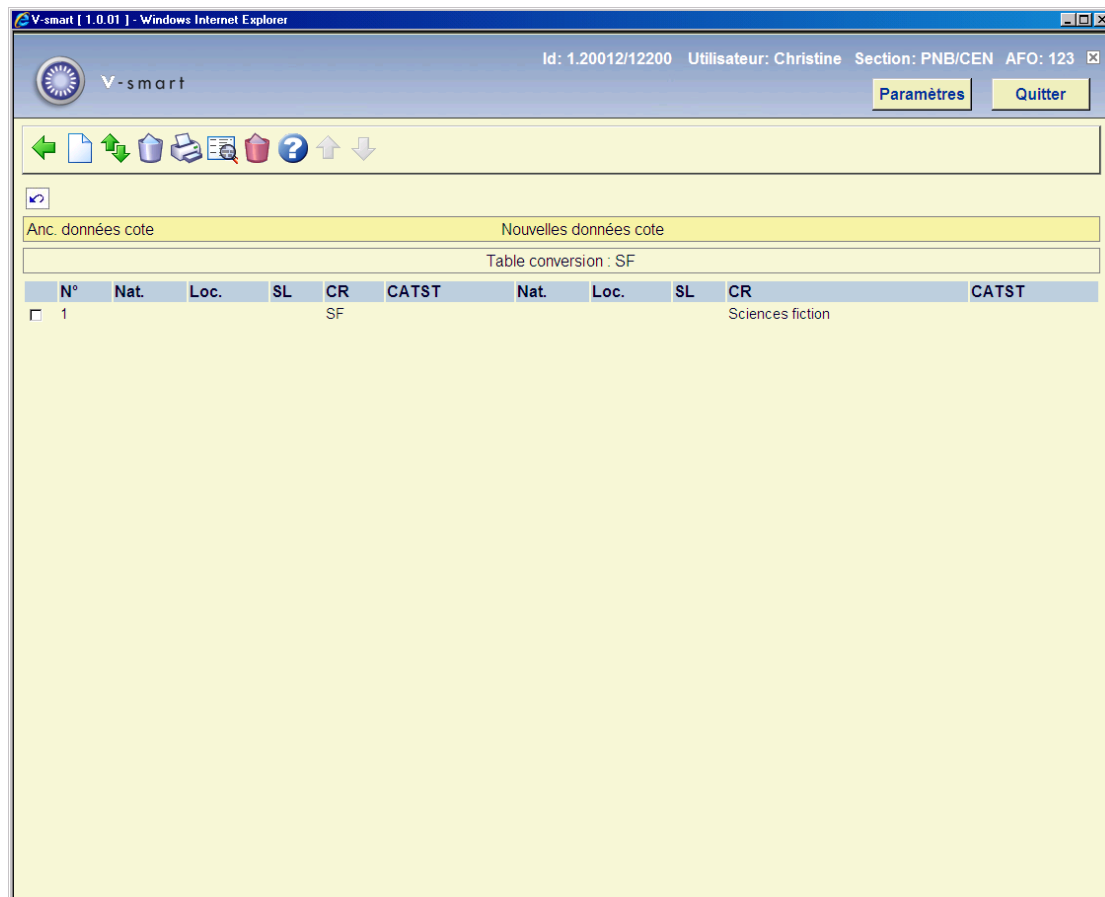 V-smart [ 1.0.01 ] - Windows Internet Explorer
Id: 1.20012/12200 Utilisateur: Christine Section: PNB/CEN AFO: 123
V-smart
Paramètres Quitter
Anc. données cote Nouvelles données cote
Table conversion : SF
N° Nat. Loc. SL CR CATST Nat. Loc. SL CR CATST
1 SF Sciences fiction